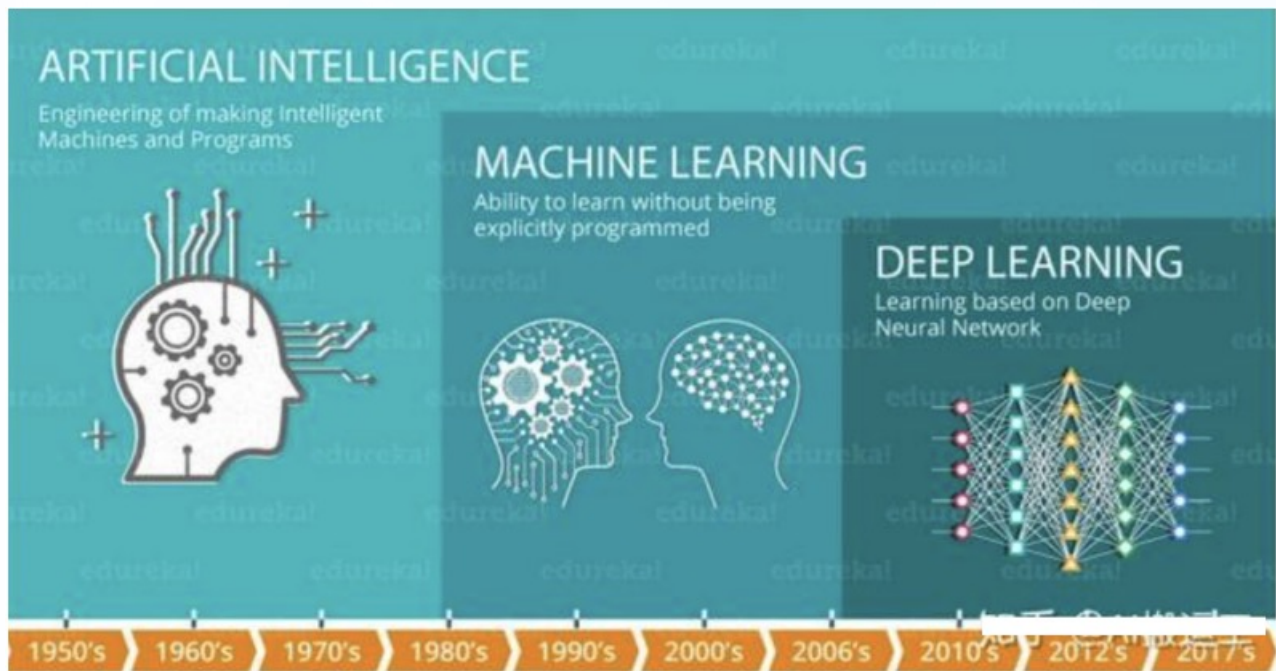 ARTIFICIAL INTELLIGENCE
Engineering of making Intelligent
Machines and Programs
MACHINE LEARNING
Ability to learn without being
explicitly programmed
DEEP LEARNING
Learning based on Deep
Neural Network
edureka!
1950's 1960's 1970's 1980's 1990's 2000's 2006's 2010's 2012's 2017's